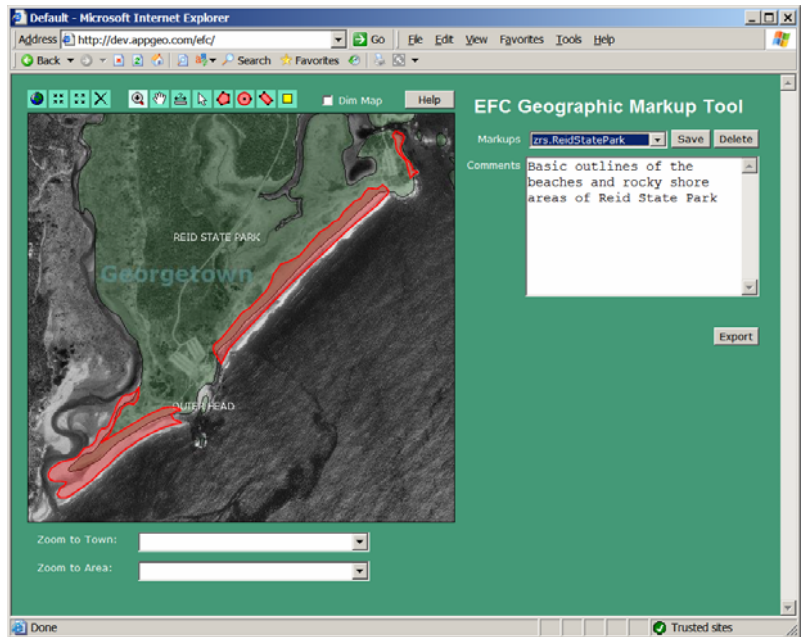 Default - Microsoft Internet Explorer
Address http://dev.appgeo.com/efc/ Go File Edit View Favorites Tools Help
Back Search Favorites
Dim Map Help
EFC Geographic Markup Tool
Markups zrs.ReidStatePark Save Delete
Comments Basic outlines of the
beaches and rocky shore
areas of Reid State Park
REID STATE PARK
Georgetown
Export
OUTER HEAD
Zoom to Town:
Zoom to Area:
Done Trusted sites